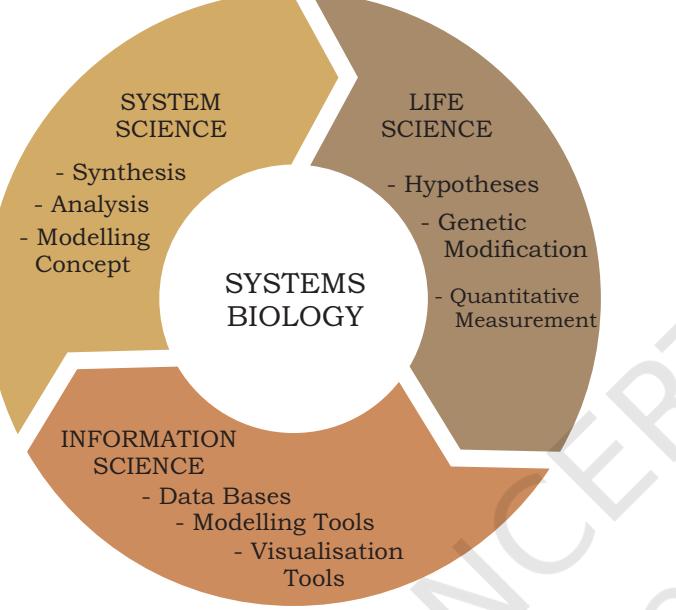 SYSTEM
SCIENCE
- Synthesis
- Analysis
- Modelling
Concept
LIFE
SCIENCE
- Hypotheses
- Genetic
Modification
- Quantitative
Measurement
SYSTEMS
BIOLOGY
INFORMATION
SCIENCE
- Data Bases
- Modelling Tools
- Visualisation
Tools
NCERT